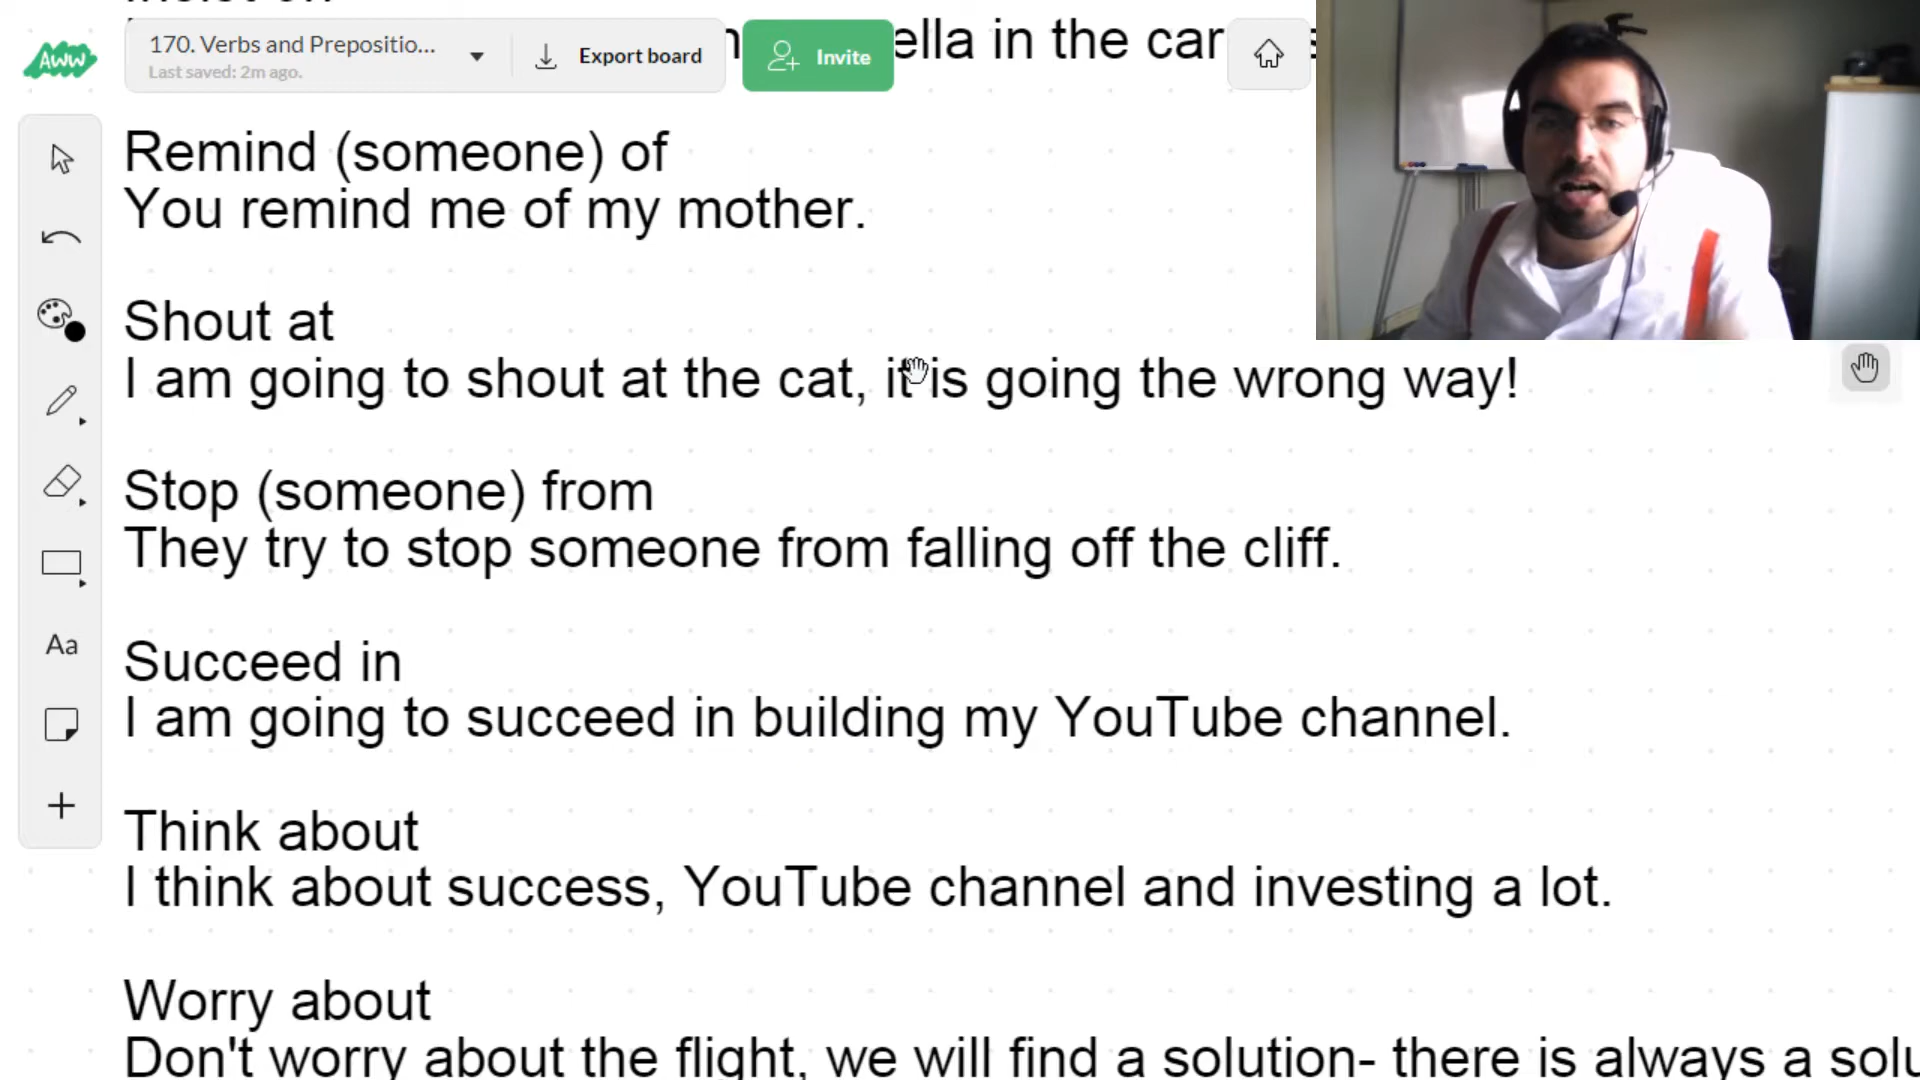 AWW
170. Verbs and Prepositio...
Last saved: 2m ago.
Export board
Invite
ella in the car
Remind (someone) of
You remind me of my mother.
Shout at
I am going to shout at the cat, it is going the wrong way!
Stop (someone) from
They try to stop someone from falling off the cliff.
Succeed in
I am going to succeed in building my YouTube channel.
Aa
Think about
I think about success, YouTube channel and investing a lot.
Worry about
Don't worry about the flight, we will find a solution- there is always a solu